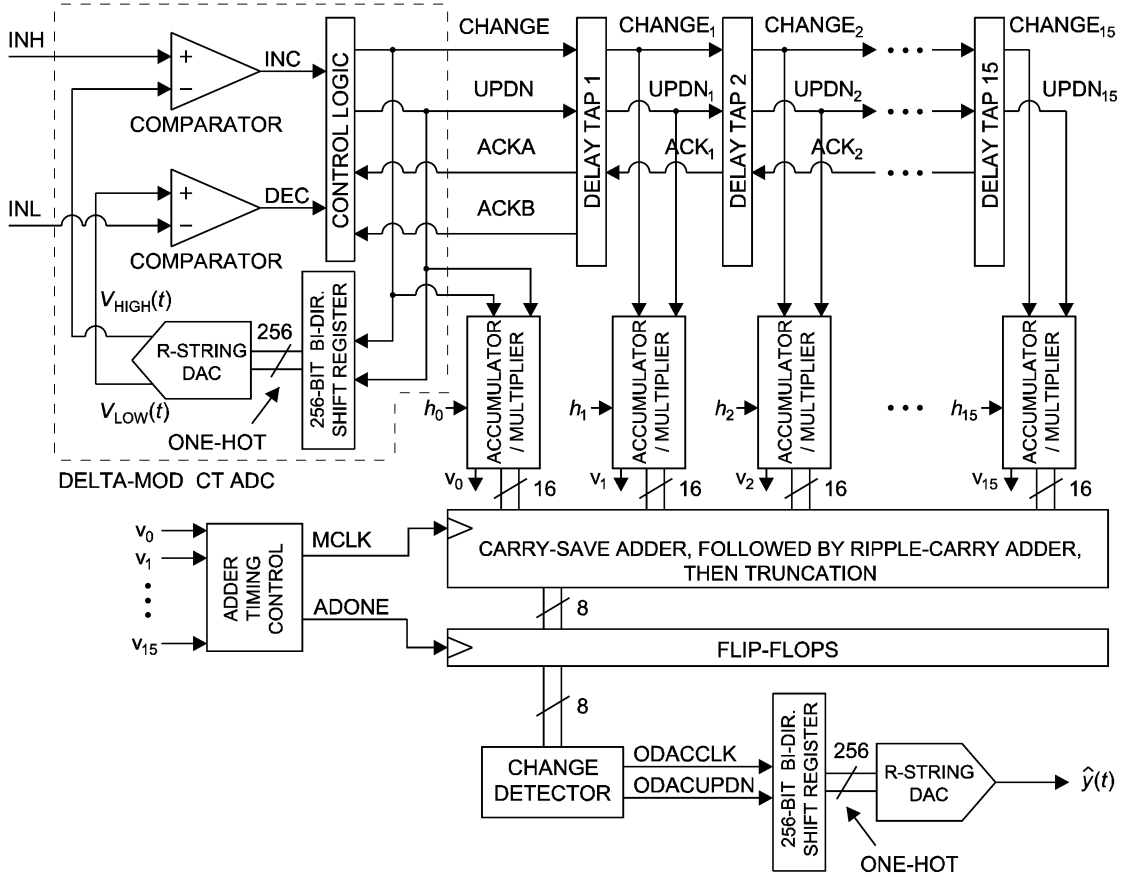 INH
INL
+
−
COMPARATOR
+
−
COMPARATOR
INC
DEC
CONTROL LOGIC
V_HIGH(t)
V_LOW(t)
R-STRING
DAC
256
ONE-HOT
256-BIT BI-DIR.
SHIFT REGISTER
DELTA-MOD CT ADC
CHANGE
UPDN
ACKA
ACKB
DELAY TAP 1
CHANGE₁
UPDN₁
ACK₁
DELAY TAP 2
CHANGE₂
UPDN₂
ACK₂
DELAY TAP 15
CHANGE₁₅
UPDN₁₅
h₀
ACCUMULATOR
/ MULTIPLIER
v₀
16
h₁
ACCUMULATOR
/ MULTIPLIER
v₁
16
h₂
ACCUMULATOR
/ MULTIPLIER
v₂
16
h₁₅
ACCUMULATOR
/ MULTIPLIER
v₁₅
16
v₀
v₁
v₁₅
ADDER
TIMING
CONTROL
MCLK
ADONE
CARRY-SAVE ADDER, FOLLOWED BY RIPPLE-CARRY ADDER,
THEN TRUNCATION
8
FLIP-FLOPS
8
CHANGE
DETECTOR
ODACCLK
ODACUPDN
256-BIT BI-DIR.
SHIFT REGISTER
256
ONE-HOT
R-STRING
DAC
ŷ(t)